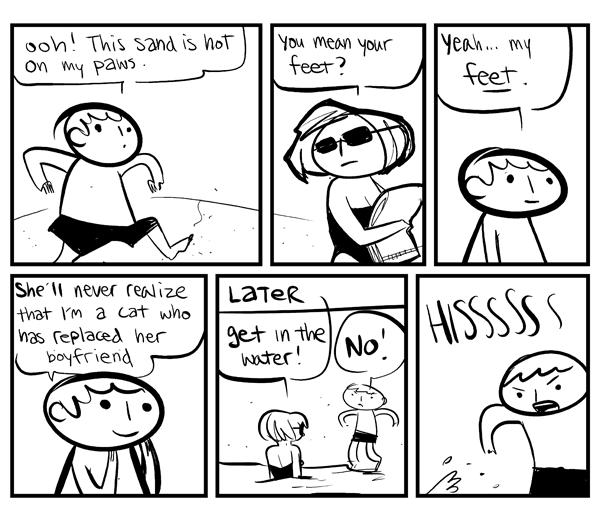 ooh! This sand is hot
on my paws.
You mean your
feet?
Yeah... my
feet.
She'll never realize
that I'm a cat who
has replaced her
boyfriend
LATER
get in the
water!
No!
HISSSSSS